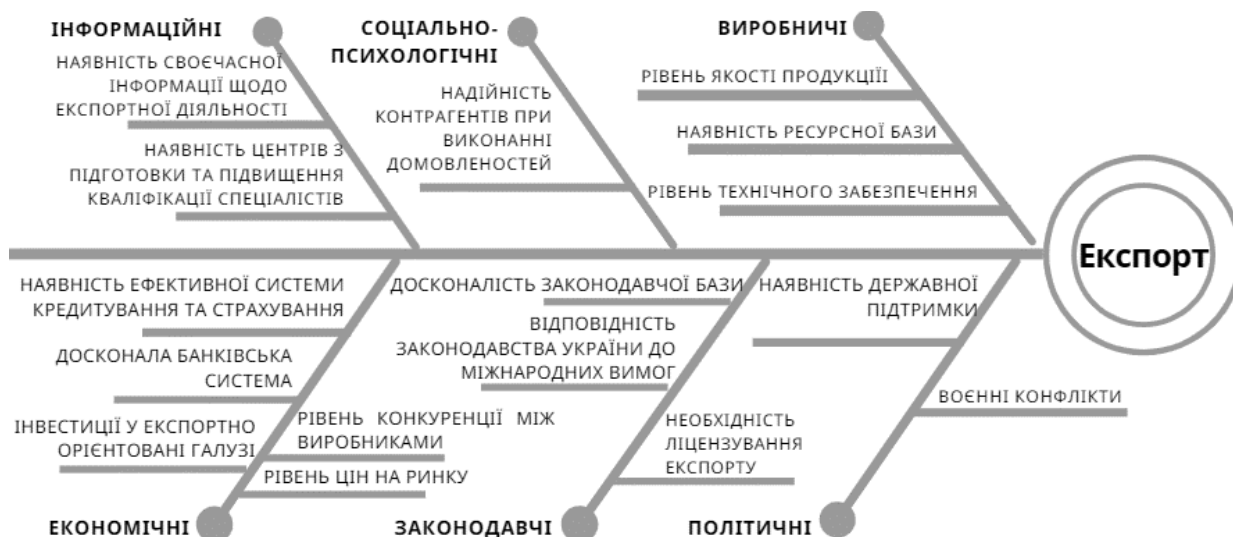 ІНФОРМАЦІЙНІ
НАЯВНІСТЬ СВОЄЧАСНОЇ
ІНФОРМАЦІЇ ЩОДО
ЕКСПОРТНОЇ ДІЯЛЬНОСТІ
НАЯВНІСТЬ ЦЕНТРІВ З
ПІДГОТОВКИ ТА ПІДВИЩЕННЯ
КВАЛІФІКАЦІЇ СПЕЦІАЛІСТІВ
СОЦІАЛЬНО-
ПСИХОЛОГІЧНІ
НАДІЙНІСТЬ
КОНТРАГЕНТІВ ПРИ
ВИКОНАННІ
ДОМОВЛЕНОСТЕЙ
ВИРОБНИЧІ
РІВЕНЬ ЯКОСТІ ПРОДУКЦІЇЇ
НАЯВНІСТЬ РЕСУРСНОЇ БАЗИ
РІВЕНЬ ТЕХНІЧНОГО ЗАБЕЗПЕЧЕННЯ
Експорт
НАЯВНІСТЬ ЕФЕКТИВНОЇ СИСТЕМИ
КРЕДИТУВАННЯ ТА СТРАХУВАННЯ
ДОСКОНАЛА БАНКІВСЬКА
СИСТЕМА
ІНВЕСТИЦІЇ У ЕКСПОРТНО
ОРІЄНТОВАНІ ГАЛУЗІ
РІВЕНЬ КОНКУРЕНЦІЇ МІЖ
ВИРОБНИКАМИ
РІВЕНЬ ЦІН НА РИНКУ
ЕКОНОМІЧНІ
ДОСКОНАЛІСТЬ ЗАКОНОДАВЧОЇ БАЗИ
ВІДПОВІДНІСТЬ
ЗАКОНОДАВСТВА УКРАЇНИ ДО
МІЖНАРОДНИХ ВИМОГ
НЕОБХІДНІСТЬ
ЛІЦЕНЗУВАННЯ
ЕКСПОРТУ
ЗАКОНОДАВЧІ
НАЯВНІСТЬ ДЕРЖАВНОЇ
ПІДТРИМКИ
ВОЄННІ КОНФЛІКТИ
ПОЛІТИЧНІ